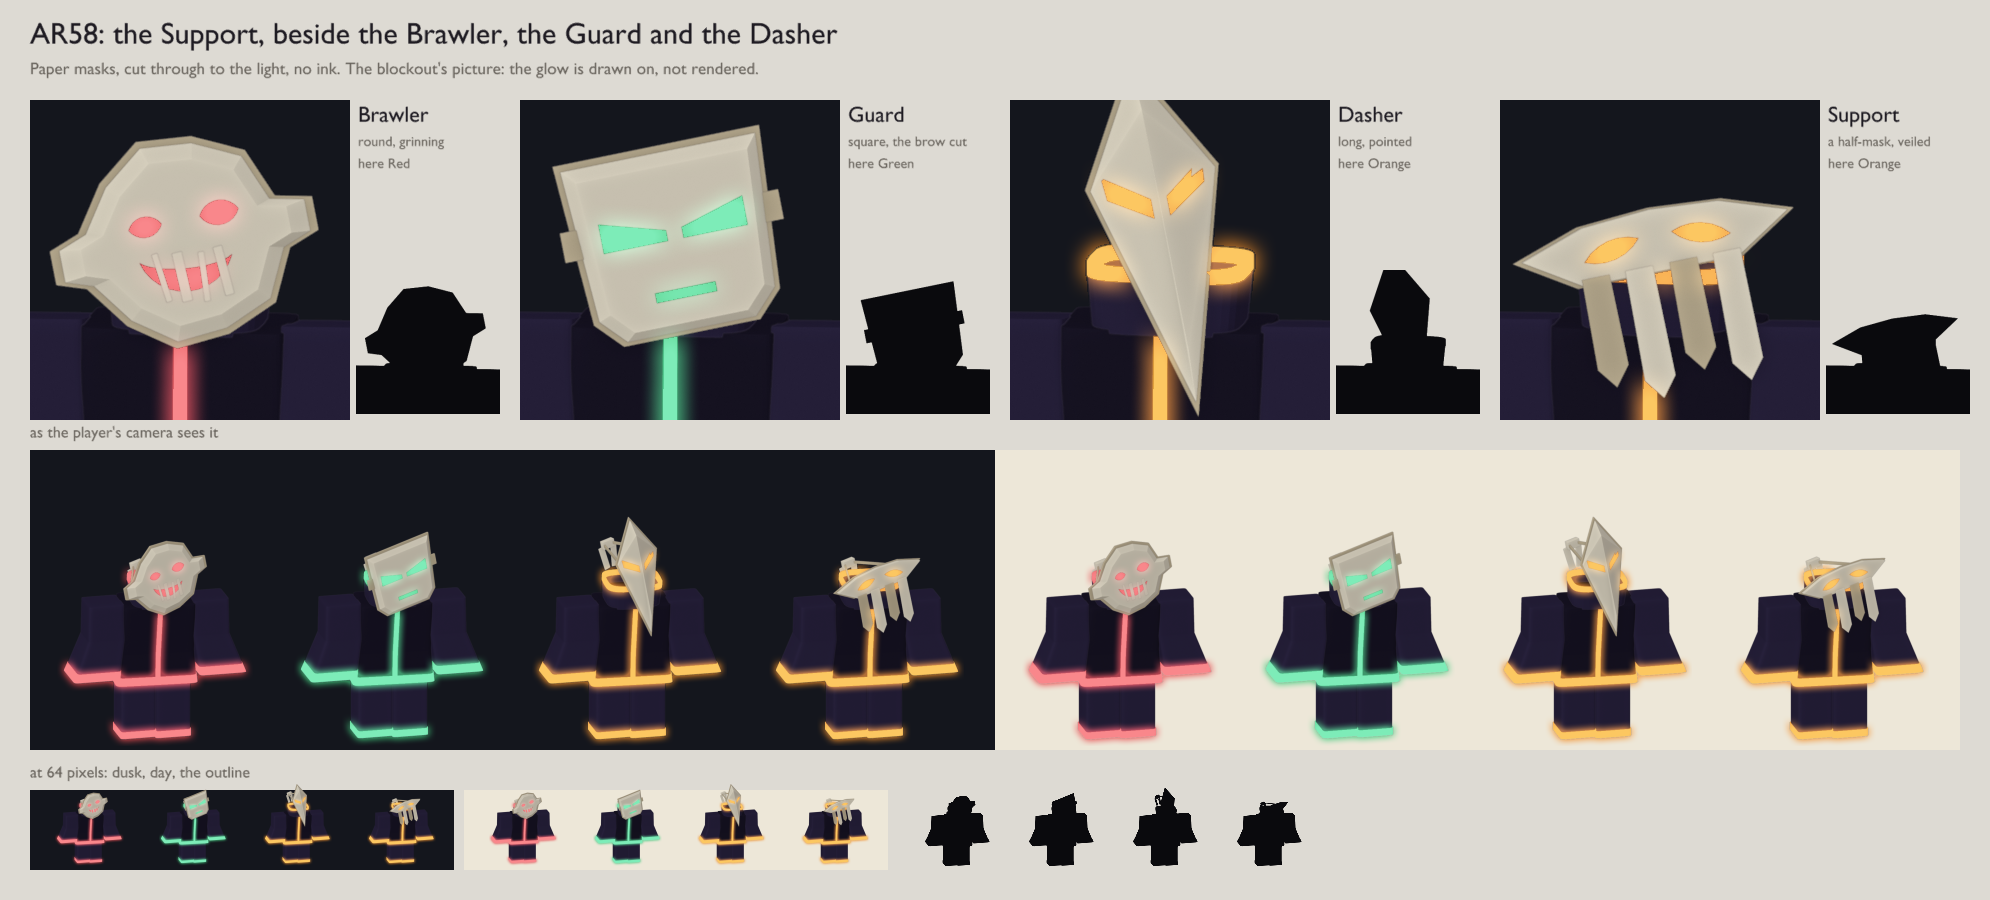 AR58: the Support, beside the Brawler, the Guard and the Dasher
Paper masks, cut through to the light, no ink. The blockout's picture: the glow is drawn on, not rendered.
Brawler
round, grinning
here Red
Guard
square, the brow cut
here Green
Dasher
long, pointed
here Orange
Support
a half-mask, veiled
here Orange
as the player's camera sees it
at 64 pixels: dusk, day, the outline